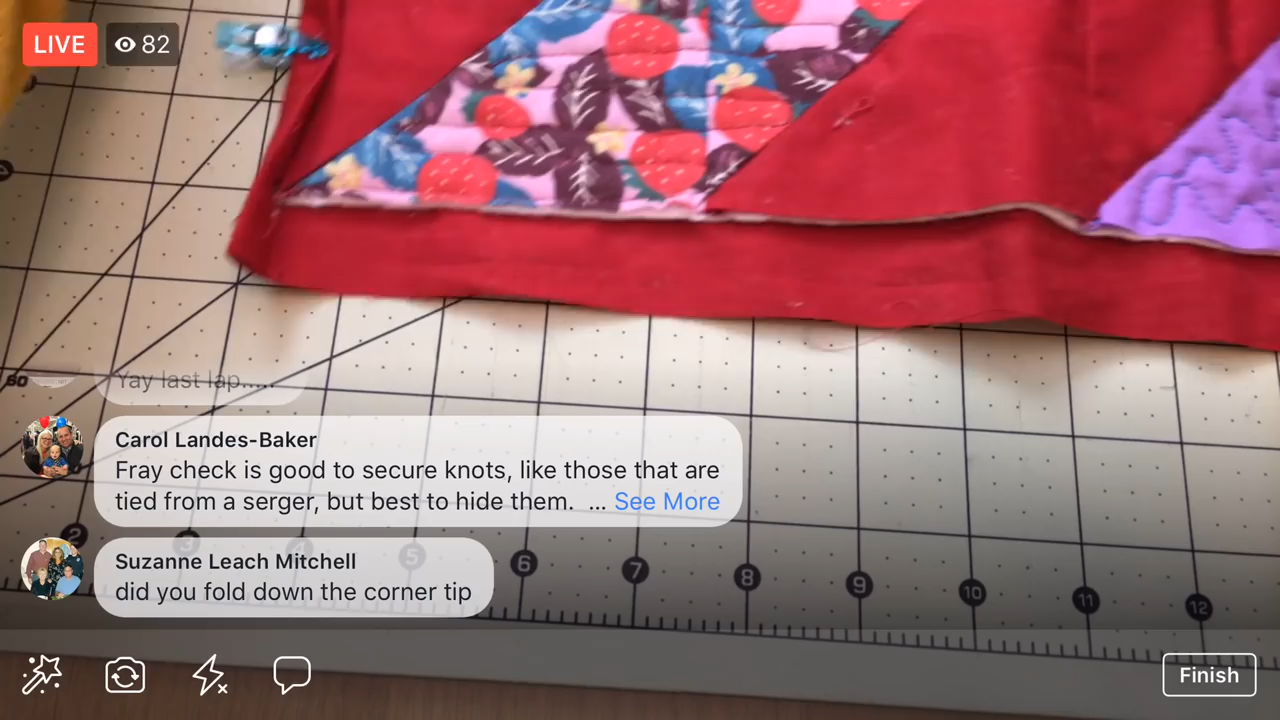 LIVE
82
Yay last lap.....
Carol Landes-Baker
Fray check is good to secure knots, like those that are
tied from a serger, but best to hide them. ... See More
Suzanne Leach Mitchell
did you fold down the corner tip
2 3 4 5 6 7 8 9 10 11 12
Finish